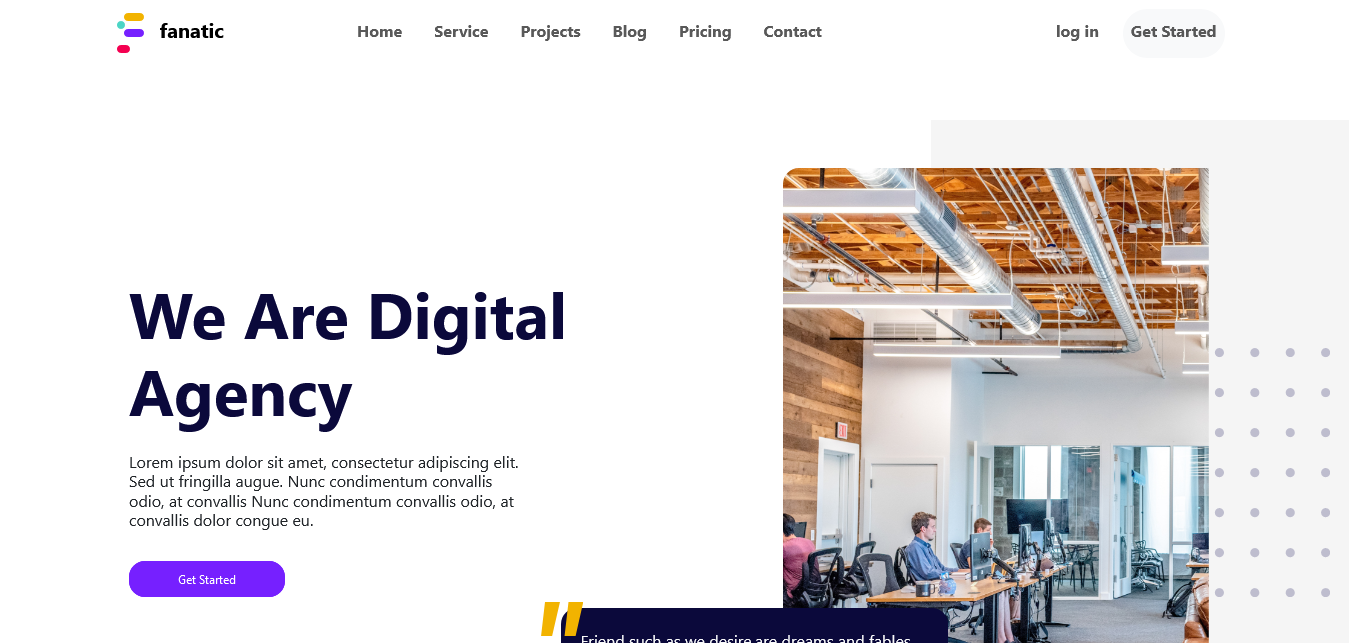 fanatic
Home Service Projects Blog Pricing Contact
log in Get Started
We Are Digital
Agency
Lorem ipsum dolor sit amet, consectetur adipiscing elit.
Sed ut fringilla augue. Nunc condimentum convallis
odio, at convallis Nunc condimentum convallis odio, at
convallis dolor congue eu.
Get Started
Friend such as we desire are dreams and fables